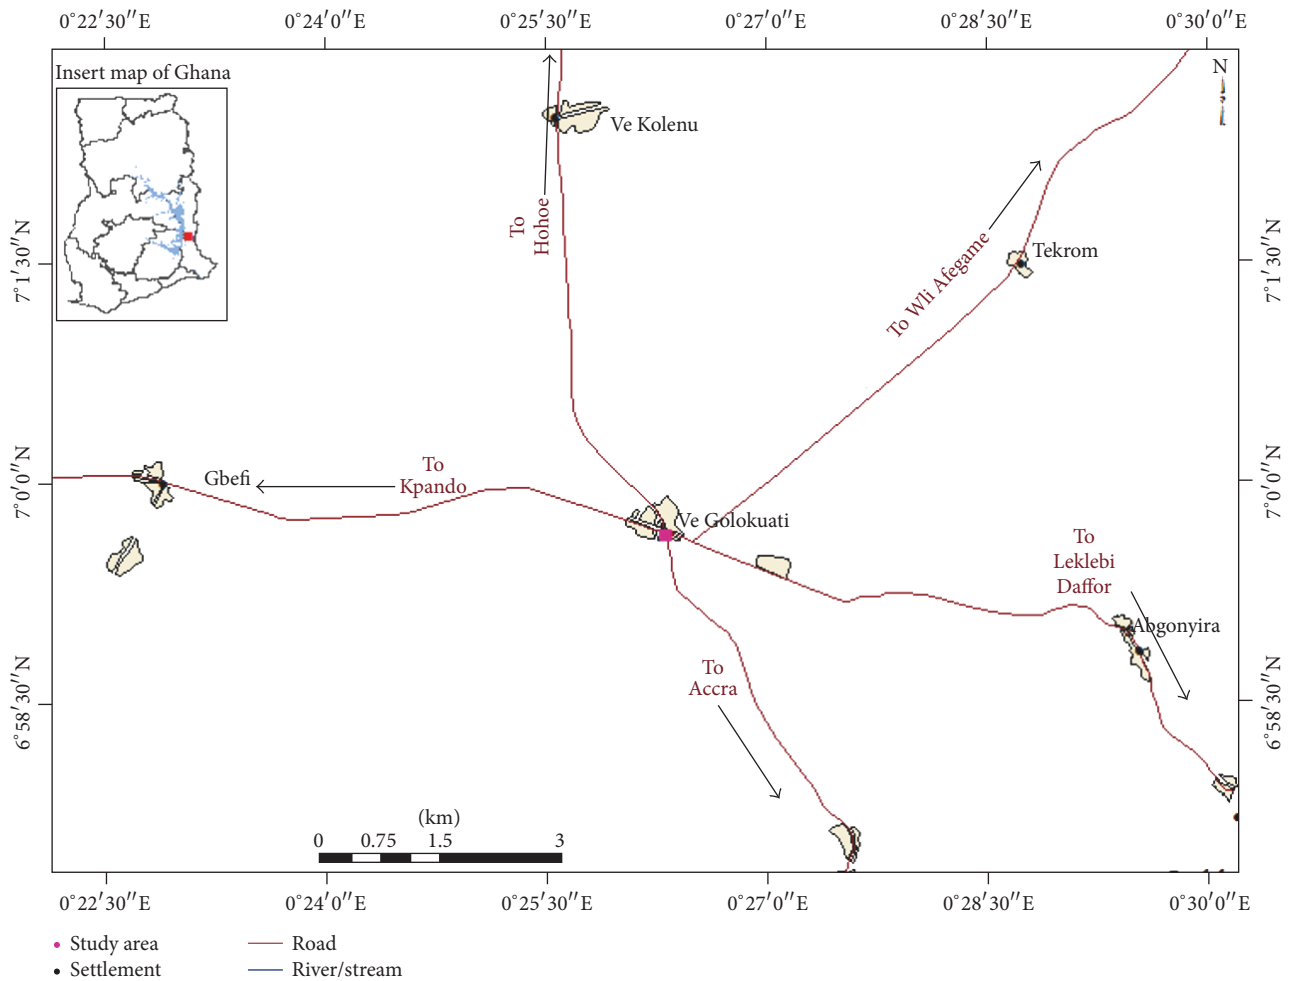 0°22′30″E 0°24′0″E 0°25′30″E 0°27′0″E 0°28′30″E 0°30′0″E
Insert map of Ghana
N
Ve Kolenu
To
Hohoe
7°1′30″N
7°1′30″N
To Wli Afegame
Tekrom
7°0′0″N
7°0′0″N
Gbefi
To
Kpando
Ve Golokuati
To
Leklebi
Daffor
Abgonyira
6°58′30″N
6°58′30″N
To
Accra
(km)
0 0.75 1.5 3
0°22′30″E 0°24′0″E 0°25′30″E 0°27′0″E 0°28′30″E 0°30′0″E
Study area
Road
Settlement
River/stream